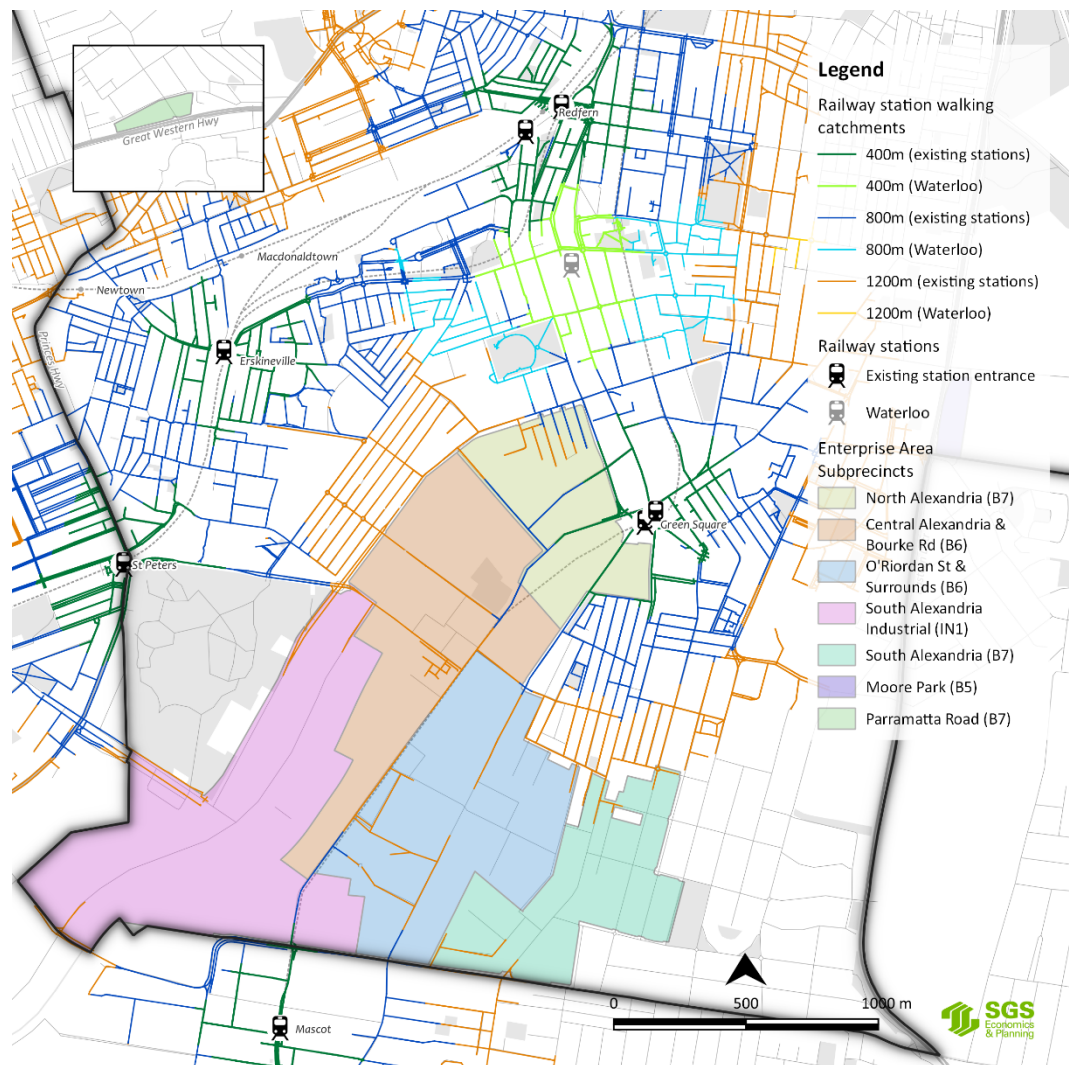 Great Western Hwy
Redfern
Macdonaldtown
Newtown
Princes Hwy
Erskineville
Green Square
St Peters
Mascot
Legend
Railway station walking
catchments
400m (existing stations)
400m (Waterloo)
800m (existing stations)
800m (Waterloo)
1200m (existing stations)
1200m (Waterloo)
Railway stations
Existing station entrance
Waterloo
Enterprise Area
Subprecincts
North Alexandria (B7)
Central Alexandria &
Bourke Rd (B6)
O'Riordan St &
Surrounds (B6)
South Alexandria
Industrial (IN1)
South Alexandria (B7)
Moore Park (B5)
Parramatta Road (B7)
0 500 1000 m
SGS
Economics
& Planning